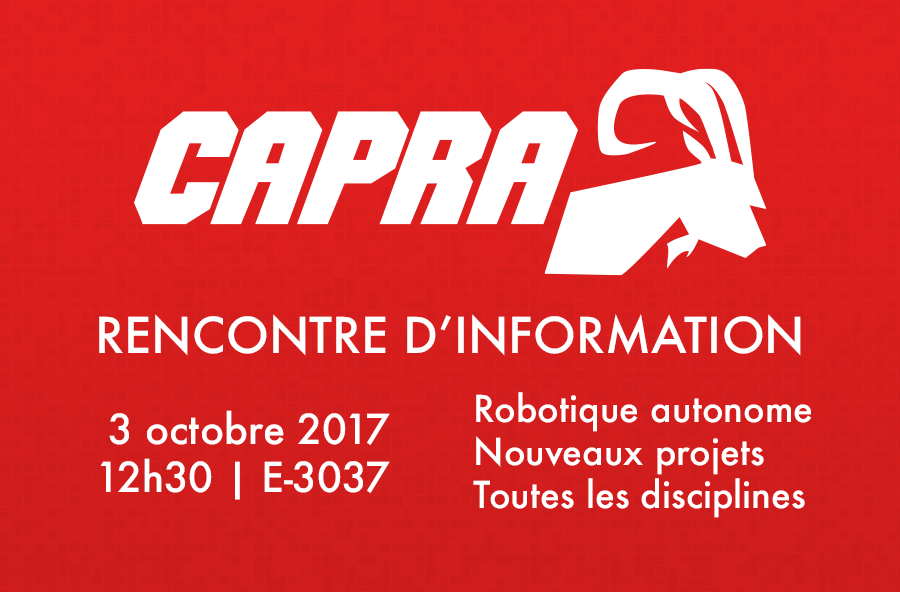 CAPRA
RENCONTRE D’INFORMATION
3 octobre 2017
12h30 | E-3037
Robotique autonome
Nouveaux projets
Toutes les disciplines